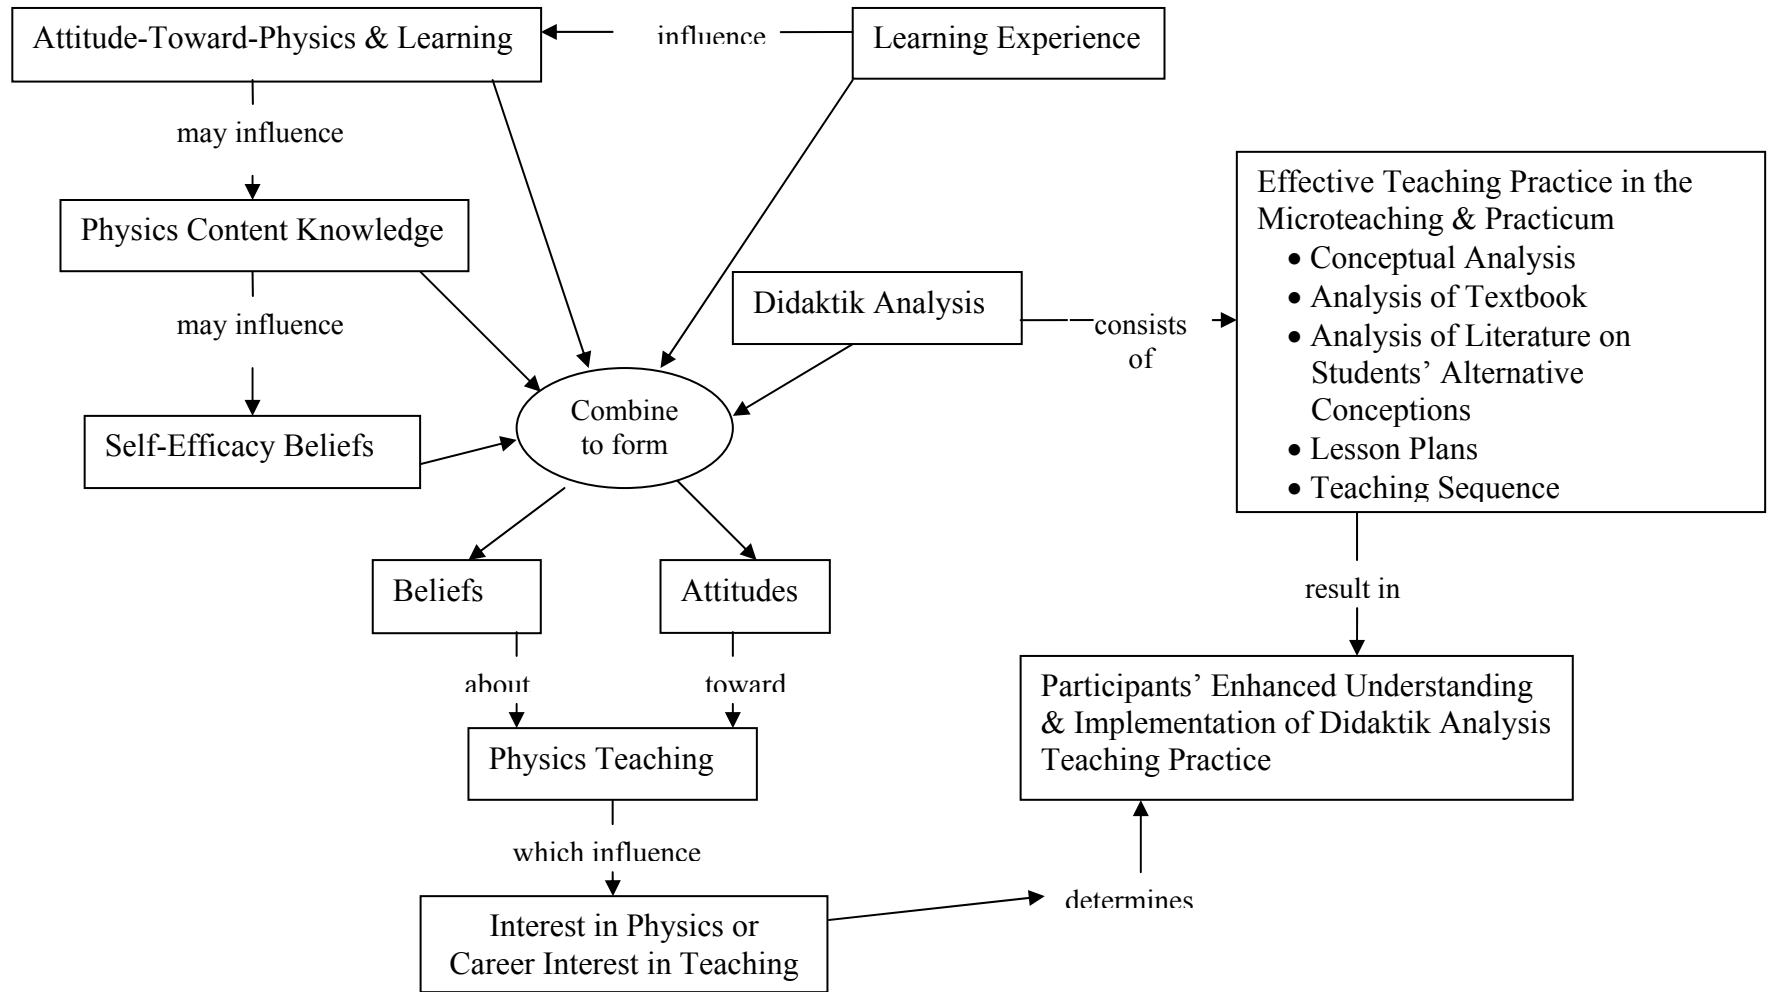 Attitude-Toward-Physics & Learning
influence
Learning Experience
may influence
Physics Content Knowledge
may influence
Self-Efficacy Beliefs
Didaktik Analysis
consists
of
Combine
to form
Effective Teaching Practice in the
Microteaching & Practicum
• Conceptual Analysis
• Analysis of Textbook
• Analysis of Literature on
Students’ Alternative
Conceptions
• Lesson Plans
• Teaching Sequence
Beliefs
Attitudes
result in
about
toward
Physics Teaching
Participants’ Enhanced Understanding
& Implementation of Didaktik Analysis
Teaching Practice
which influence
determines
Interest in Physics or
Career Interest in Teaching